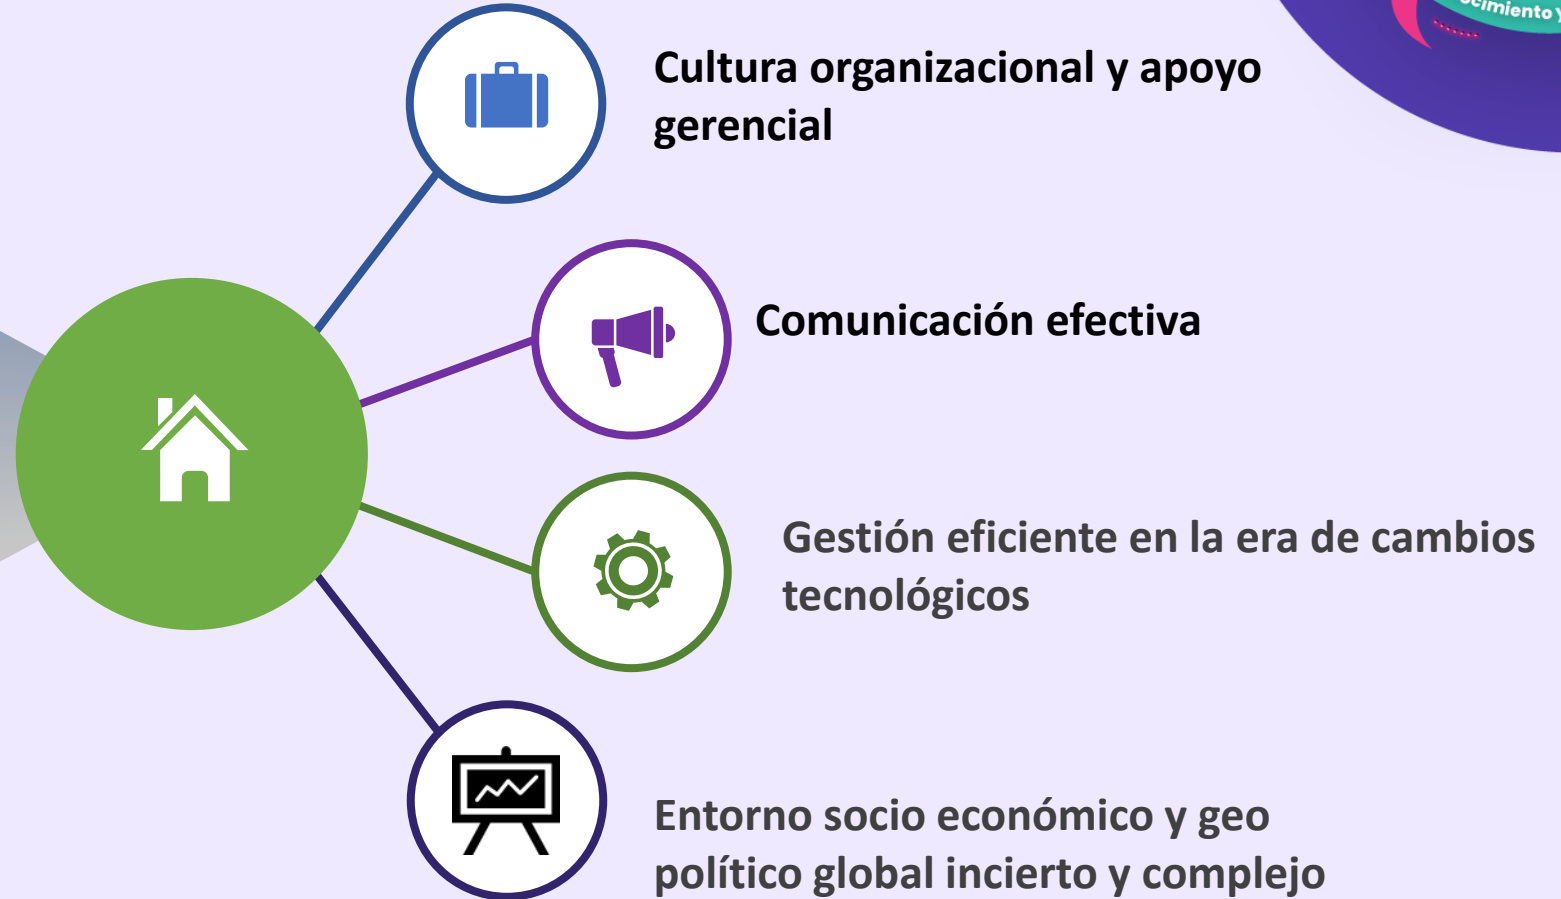 Cultura organizacional y apoyo
gerencial
Comunicación efectiva
Gestión eficiente en la era de cambios
tecnológicos
Entorno socio económico y geo
político global incierto y complejo